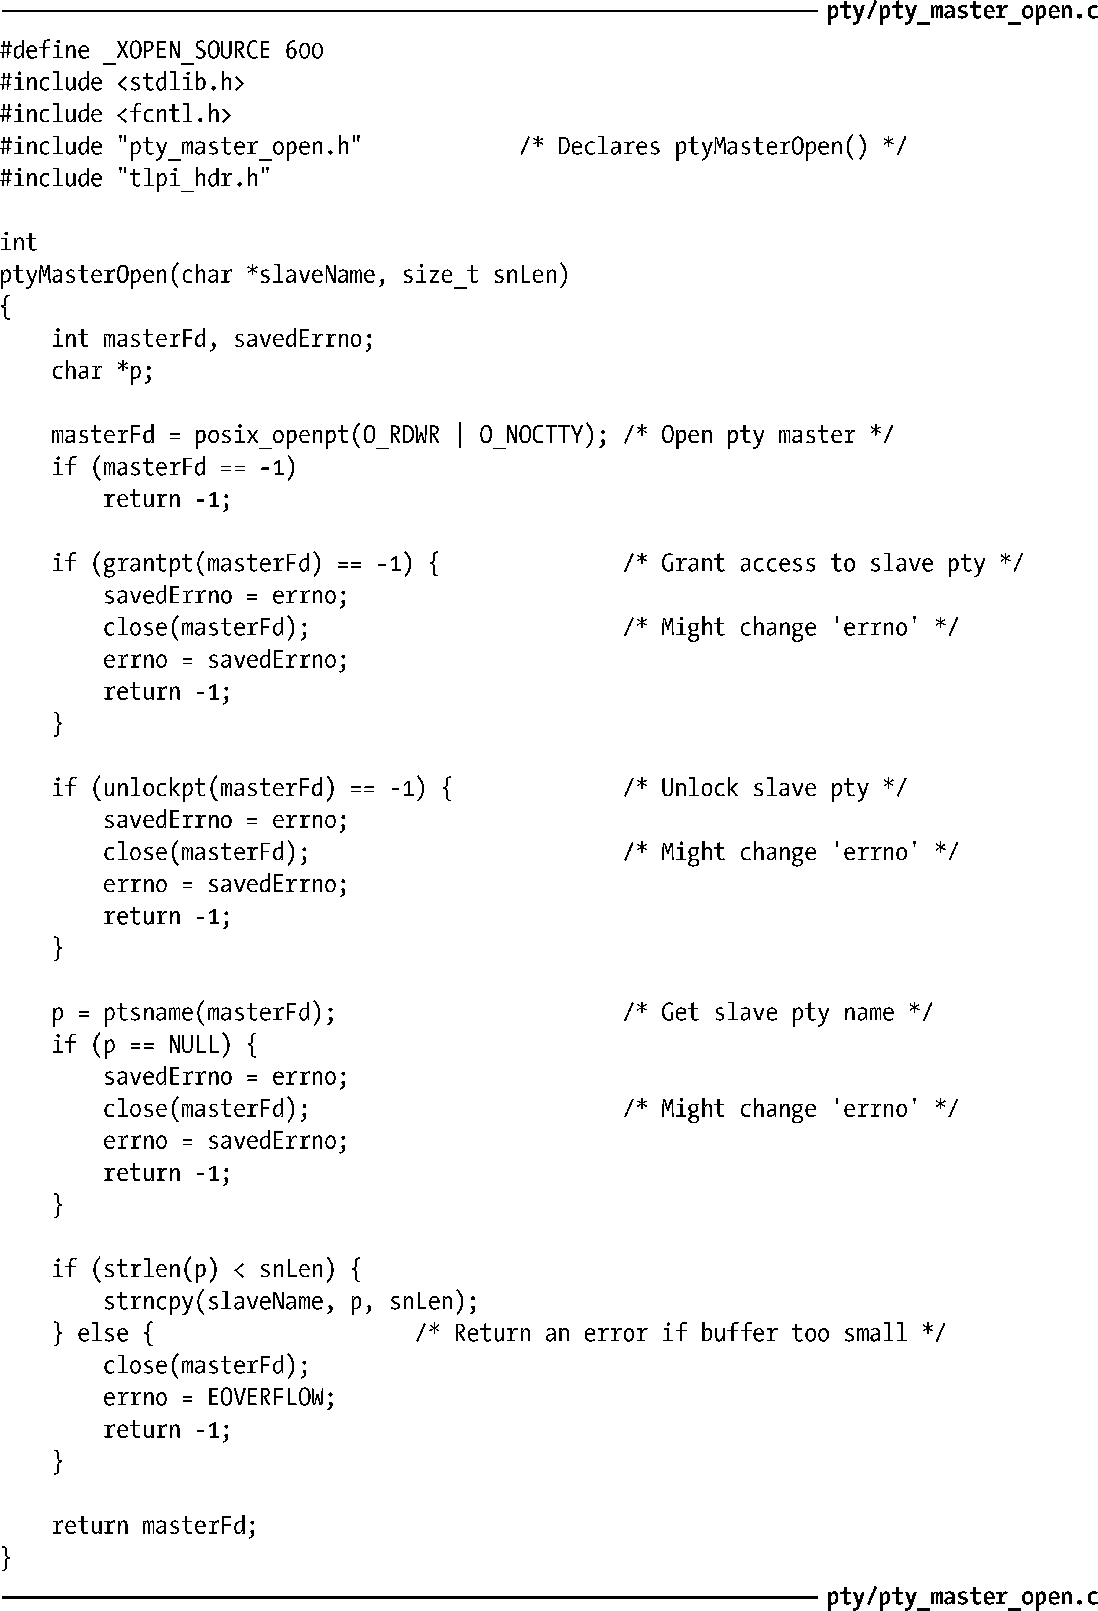 pty/pty_master_open.c
#define _XOPEN_SOURCE 600
#include <stdlib.h>
#include <fcntl.h>
#include "pty_master_open.h"            /* Declares ptyMasterOpen() */
#include "tlpi_hdr.h"

int
ptyMasterOpen(char *slaveName, size_t snLen)
{
    int masterFd, savedErrno;
    char *p;

    masterFd = posix_openpt(O_RDWR | O_NOCTTY); /* Open pty master */
    if (masterFd == -1)
        return -1;

    if (grantpt(masterFd) == -1) {              /* Grant access to slave pty */
        savedErrno = errno;
        close(masterFd);                        /* Might change 'errno' */
        errno = savedErrno;
        return -1;
    }

    if (unlockpt(masterFd) == -1) {             /* Unlock slave pty */
        savedErrno = errno;
        close(masterFd);                        /* Might change 'errno' */
        errno = savedErrno;
        return -1;
    }

    p = ptsname(masterFd);                      /* Get slave pty name */
    if (p == NULL) {
        savedErrno = errno;
        close(masterFd);                        /* Might change 'errno' */
        errno = savedErrno;
        return -1;
    }

    if (strlen(p) < snLen) {
        strncpy(slaveName, p, snLen);
    } else {                    /* Return an error if buffer too small */
        close(masterFd);
        errno = EOVERFLOW;
        return -1;
    }

    return masterFd;
}
pty/pty_master_open.c